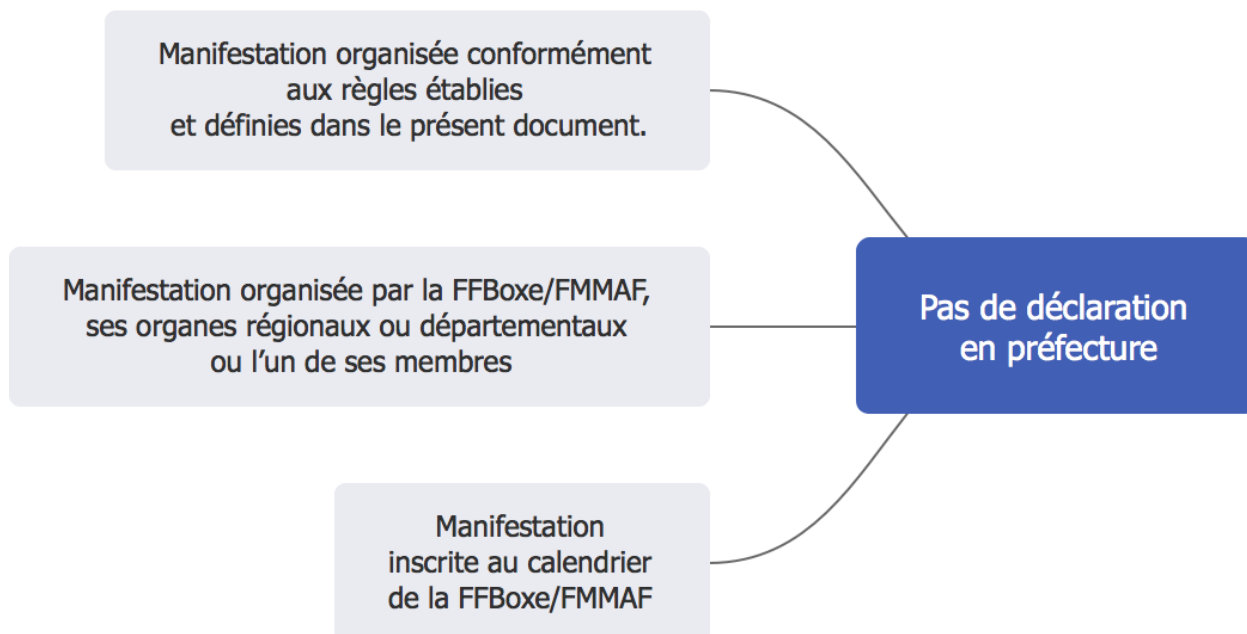 Manifestation organisée conformément
aux règles établies
et définies dans le présent document.
Manifestation organisée par la FFBoxe/FMMAF,
ses organes régionaux ou départementaux
ou l’un de ses membres
Pas de déclaration
en préfecture
Manifestation
inscrite au calendrier
de la FFBoxe/FMMAF